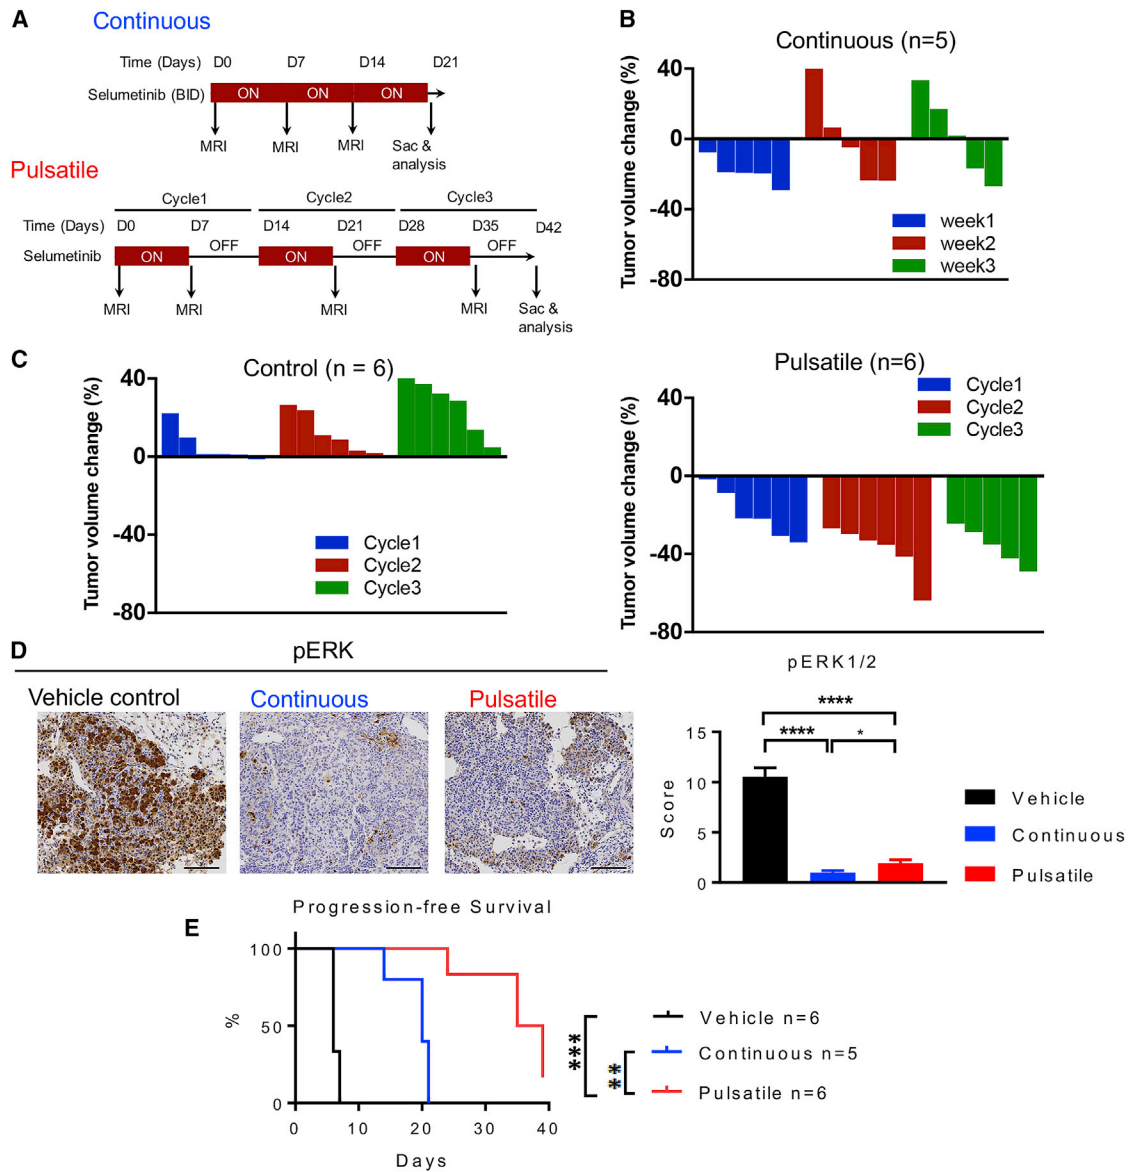 A
Continuous
Time (Days) D0 D7 D14 D21
Selumetinib (BID) ON ON ON
MRI MRI MRI Sac &
analysis
Pulsatile
Cycle1 Cycle2 Cycle3
Time (Days) D0 D7 D14 D21 D28 D35 D42
Selumetinib ON OFF ON OFF ON OFF
MRI MRI MRI MRI Sac &
analysis
B
Continuous (n=5)
Tumor volume change (%)
40
0
-40
-80
week1
week2
week3
C
Control (n = 6)
Tumor volume change (%)
40
0
-40
-80
Cycle1
Cycle2
Cycle3
Pulsatile (n=6)
Tumor volume change (%)
40
0
-40
-80
Cycle1
Cycle2
Cycle3
D
pERK
Vehicle control Continuous Pulsatile
pERK1/2
****
**** *
Score
15
10
5
0
Vehicle
Continuous
Pulsatile
E
Progression-free Survival
%
100
50
0
0 10 20 30 40
Days
***
**
Vehicle n=6
Continuous n=5
Pulsatile n=6